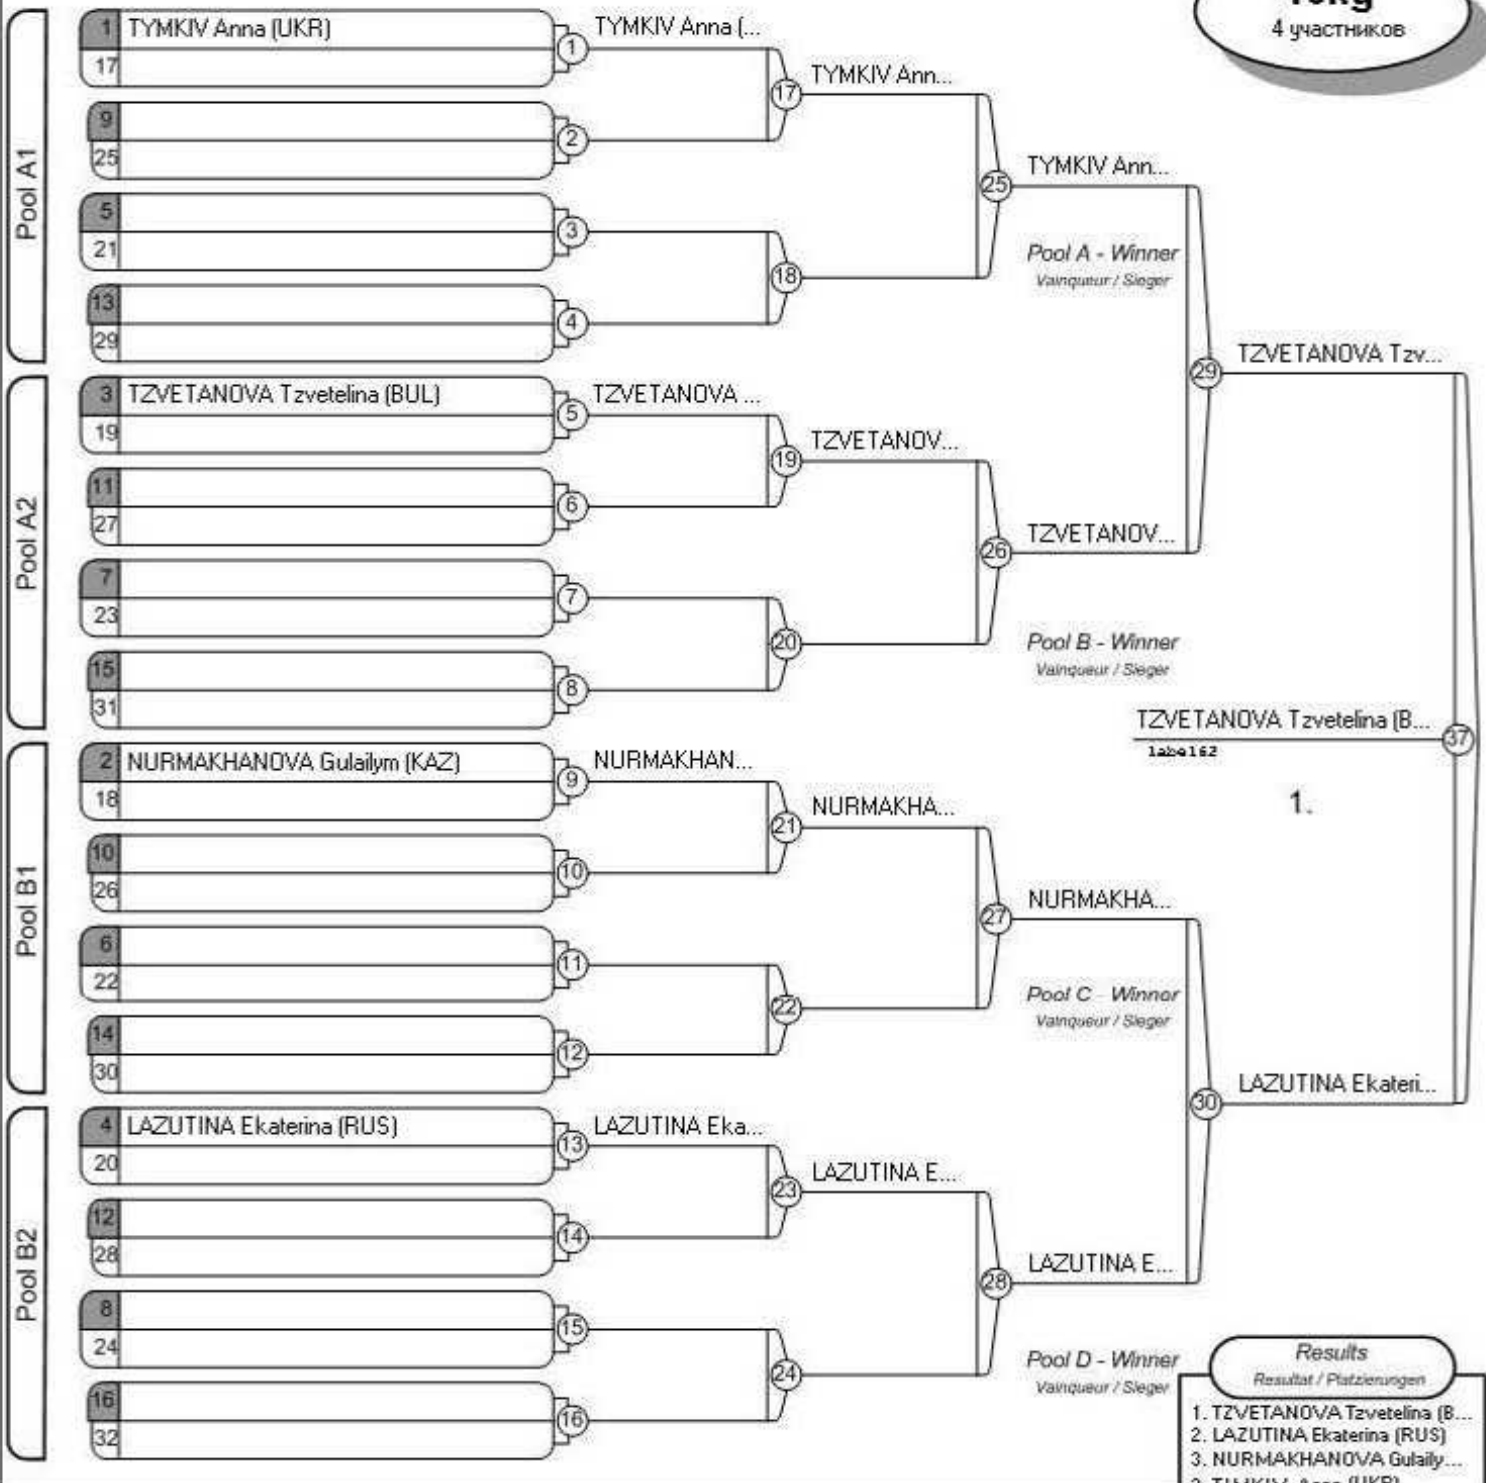 4 участников
Pool A1
1 TYMKIV Anna (UKR)
17
1
TYMKIV Anna (...
9
25
2
17
TYMKIV Ann...
5
21
3
13
29
4
18
25
TYMKIV Ann...
Pool A - Winner
Vainqueur / Sieger
Pool A2
3 TZVETANOVA Tzvetelina (BUL)
19
5
TZVETANOVA ...
11
27
6
19
TZVETANOV...
7
23
7
15
31
8
20
26
TZVETANOV...
Pool B - Winner
Vainqueur / Sieger
29
TZVETANOVA Tzv...
Pool B1
2 NURMAKHANOVA Gulailym (KAZ)
18
9
NURMAKHAN...
10
26
10
21
NURMAKHA...
6
22
11
14
30
12
22
27
NURMAKHA...
Pool C - Winner
Vainqueur / Sieger
TZVETANOVA Tzvetelina (B...
37
label62
1.
Pool B2
4 LAZUTINA Ekaterina (RUS)
20
13
LAZUTINA Eka...
12
28
14
23
LAZUTINA E...
8
24
15
16
32
16
24
28
LAZUTINA E...
Pool D - Winner
Vainqueur / Sieger
30
LAZUTINA Ekateri...
Results
Resultat / Platzierungen
1. TZVETANOVA Tzvetelina (B...
2. LAZUTINA Ekaterina (RUS)
3. NURMAKHANOVA Gulaily...